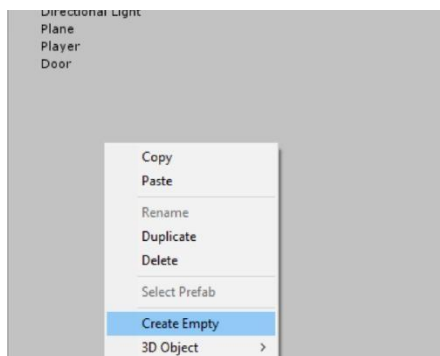 Directional Light
Plane
Player
Door
Copy
Paste
Rename
Duplicate
Delete
Select Prefab
Create Empty
3D Object >